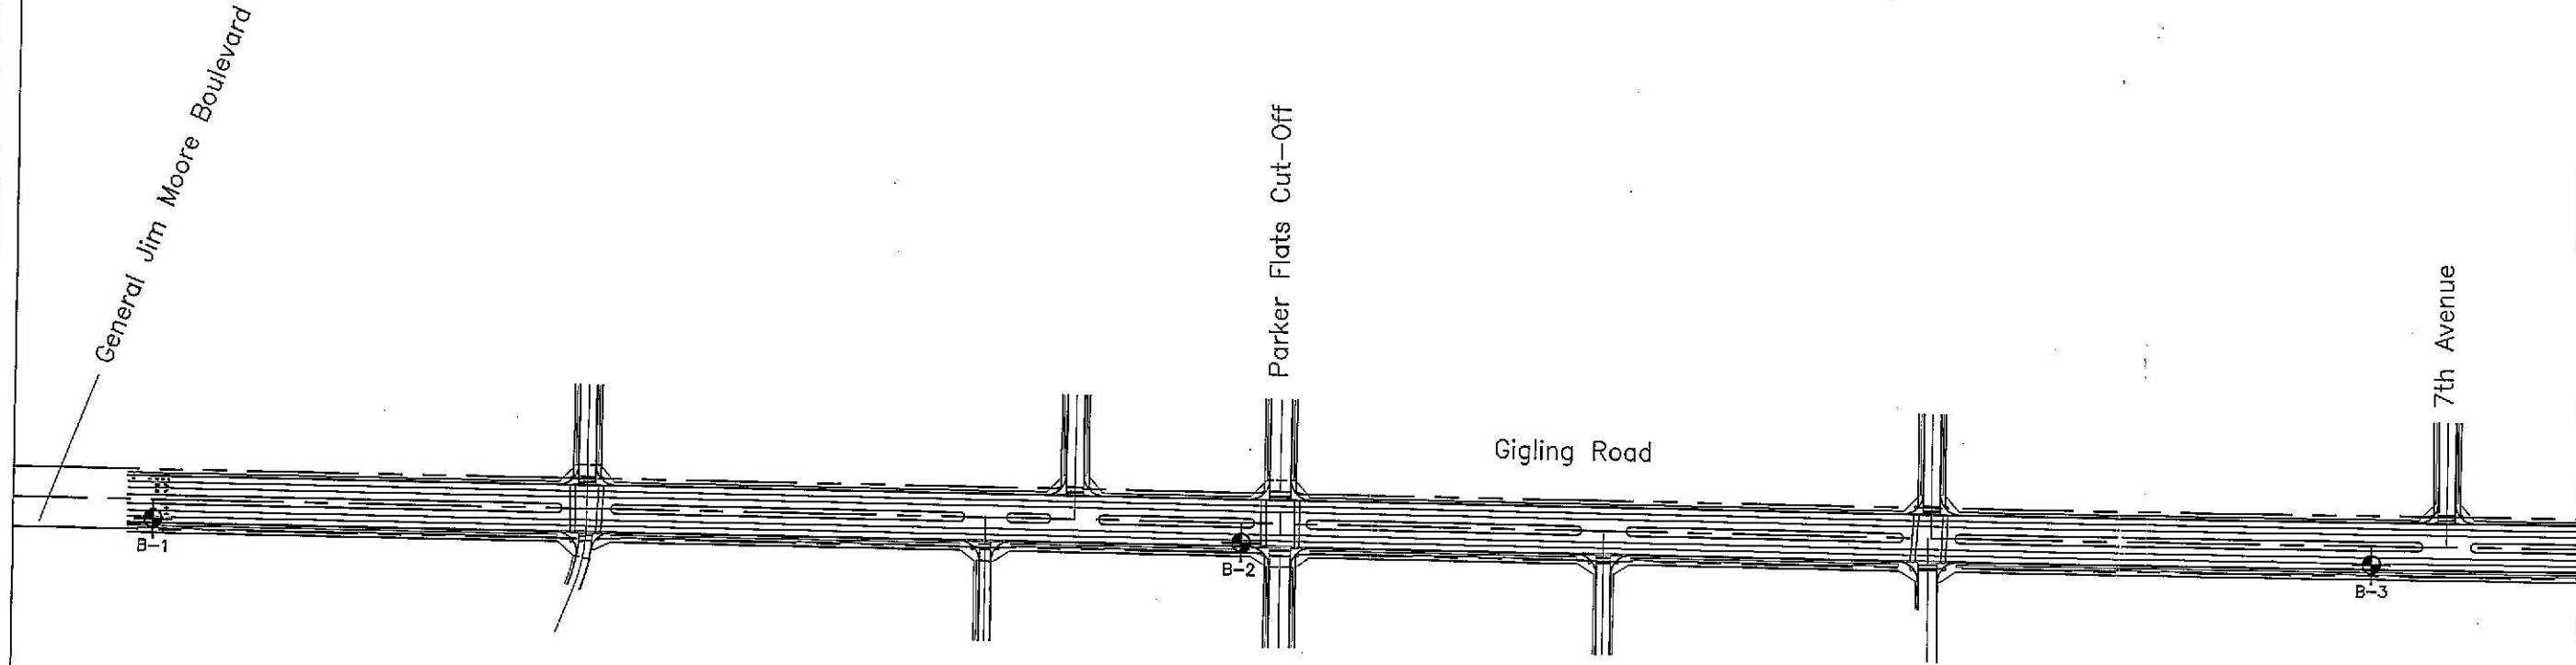 General Jim Moore Boulevard
Parker Flats Cut-Off
Gigling Road
7th Avenue
B-1
B-2
B-3